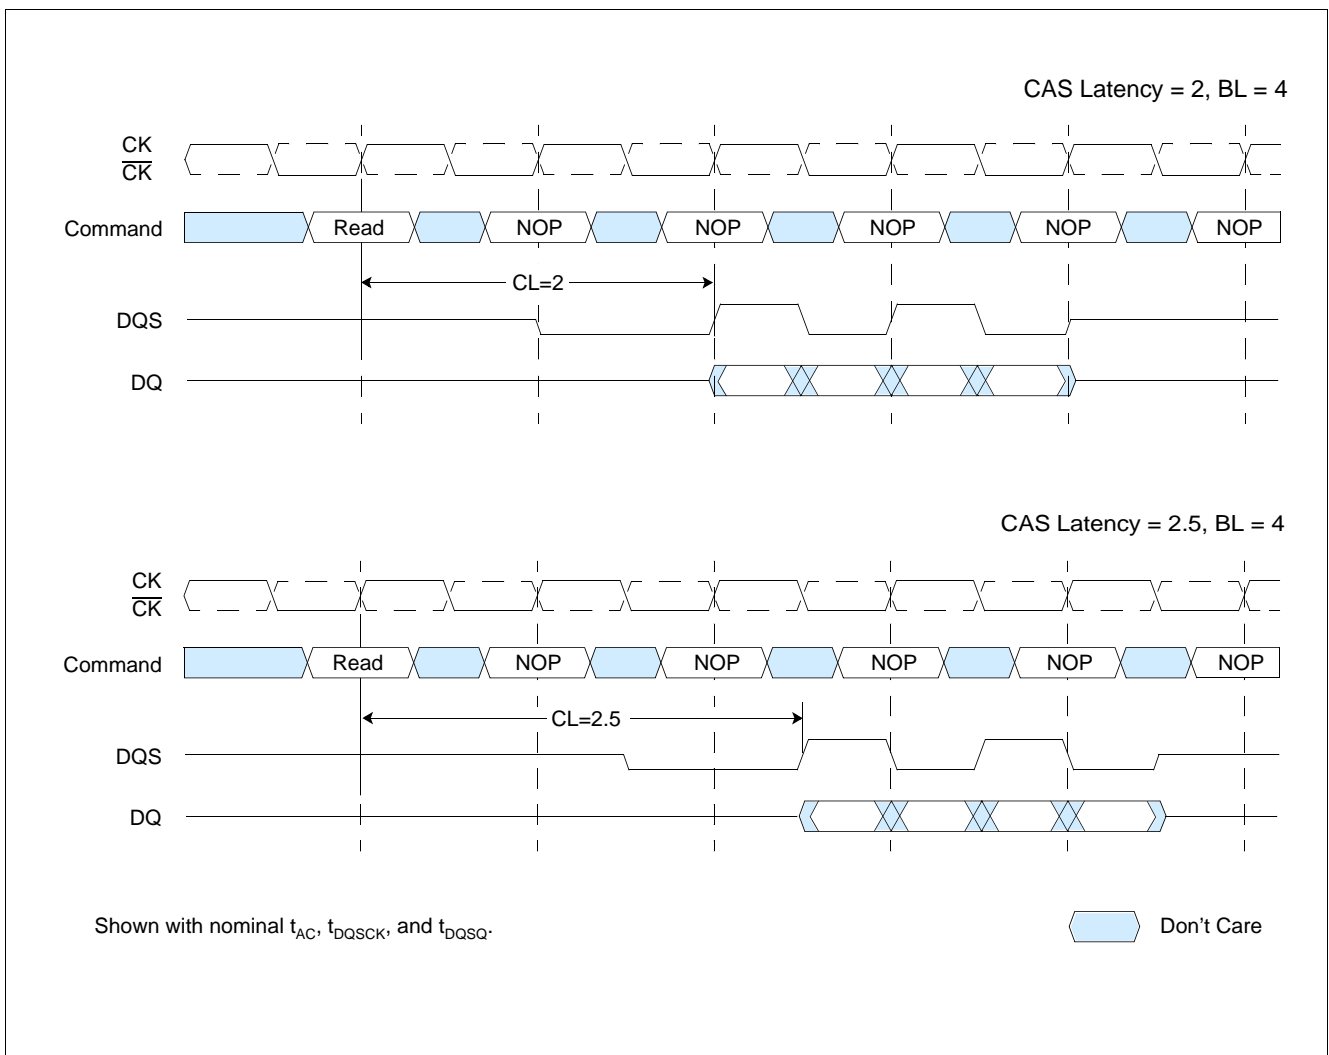 CAS Latency = 2, BL = 4
CK
CK
Command
Read
NOP
NOP
NOP
NOP
NOP
CL=2
DQS
DQ
CAS Latency = 2.5, BL = 4
CK
CK
Command
Read
NOP
NOP
NOP
NOP
NOP
CL=2.5
DQS
DQ
Shown with nominal tAC, tDQSCK, and tDQSQ.
Don't Care